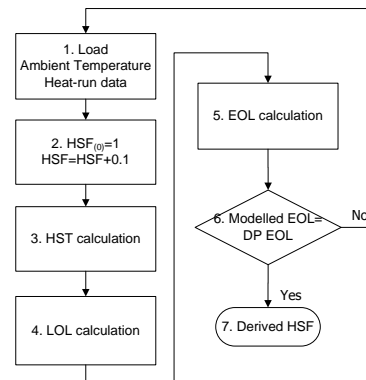 1. Load
Ambient Temperature
Heat-run data
2. HSF(0)=1
HSF=HSF+0.1
3. HST calculation
4. LOL calculation
5. EOL calculation
6. Modelled EOL=
DP EOL
No
Yes
7. Derived HSF